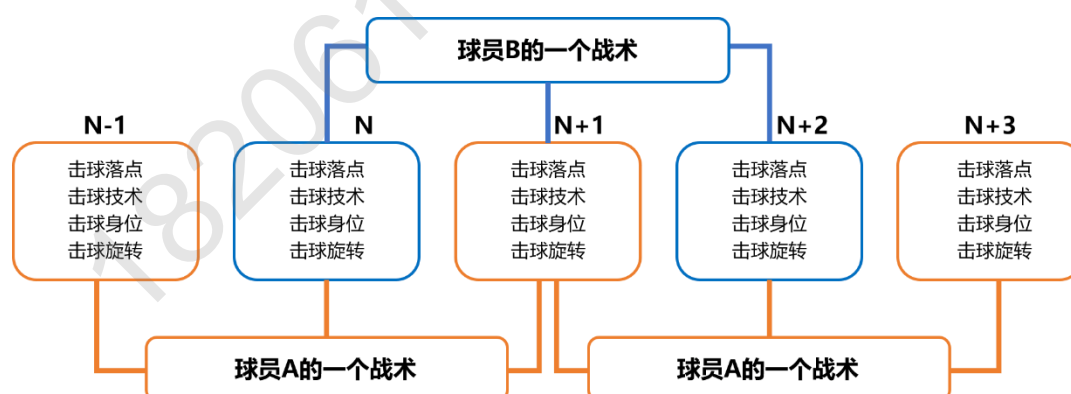 球员B的一个战术
N-1
N
N+1
N+2
N+3
击球落点
击球技术
击球身位
击球旋转
击球落点
击球技术
击球身位
击球旋转
击球落点
击球技术
击球身位
击球旋转
击球落点
击球技术
击球身位
击球旋转
击球落点
击球技术
击球身位
击球旋转
球员A的一个战术
球员A的一个战术